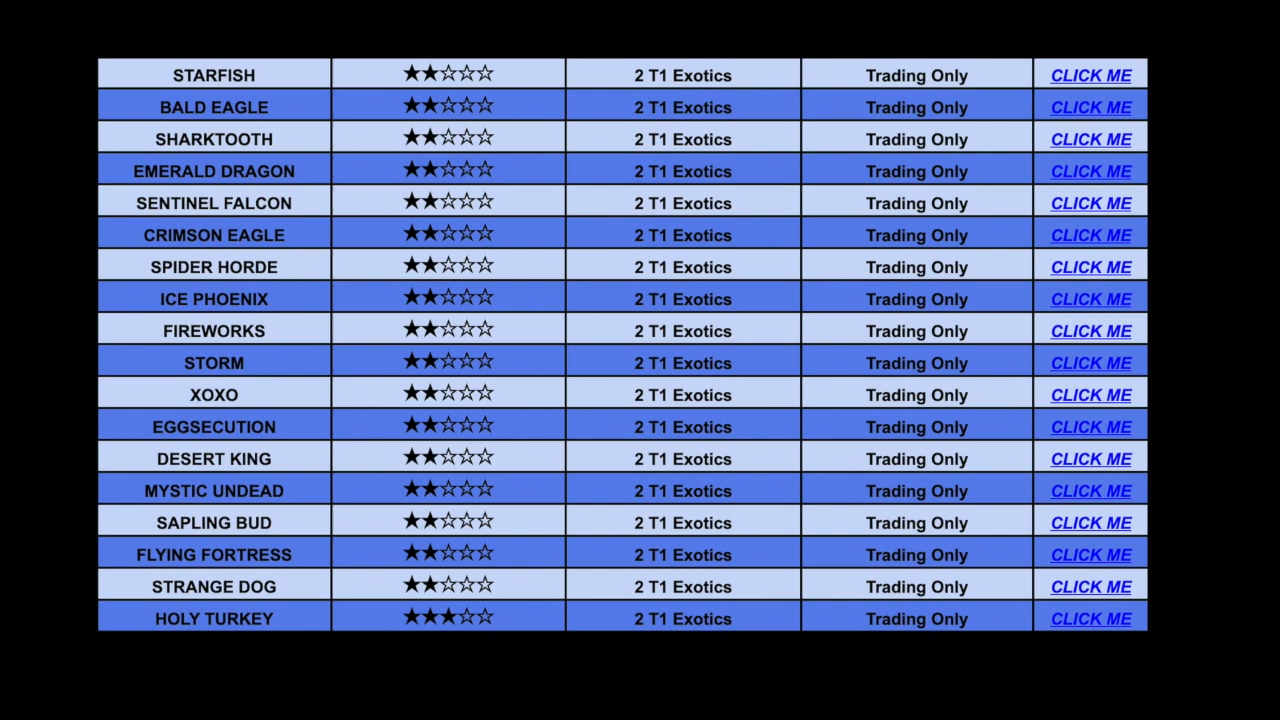 STARFISH ★★☆☆☆ 2 T1 Exotics Trading Only CLICK ME
BALD EAGLE ★★☆☆☆ 2 T1 Exotics Trading Only CLICK ME
SHARKTOOTH ★★☆☆☆ 2 T1 Exotics Trading Only CLICK ME
EMERALD DRAGON ★★☆☆☆ 2 T1 Exotics Trading Only CLICK ME
SENTINEL FALCON ★★☆☆☆ 2 T1 Exotics Trading Only CLICK ME
CRIMSON EAGLE ★★☆☆☆ 2 T1 Exotics Trading Only CLICK ME
SPIDER HORDE ★★☆☆☆ 2 T1 Exotics Trading Only CLICK ME
ICE PHOENIX ★★☆☆☆ 2 T1 Exotics Trading Only CLICK ME
FIREWORKS ★★☆☆☆ 2 T1 Exotics Trading Only CLICK ME
STORM ★★☆☆☆ 2 T1 Exotics Trading Only CLICK ME
XOXO ★★☆☆☆ 2 T1 Exotics Trading Only CLICK ME
EGGSECUTION ★★☆☆☆ 2 T1 Exotics Trading Only CLICK ME
DESERT KING ★★☆☆☆ 2 T1 Exotics Trading Only CLICK ME
MYSTIC UNDEAD ★★☆☆☆ 2 T1 Exotics Trading Only CLICK ME
SAPLING BUD ★★☆☆☆ 2 T1 Exotics Trading Only CLICK ME
FLYING FORTRESS ★★☆☆☆ 2 T1 Exotics Trading Only CLICK ME
STRANGE DOG ★★☆☆☆ 2 T1 Exotics Trading Only CLICK ME
HOLY TURKEY ★★★☆☆ 2 T1 Exotics Trading Only CLICK ME